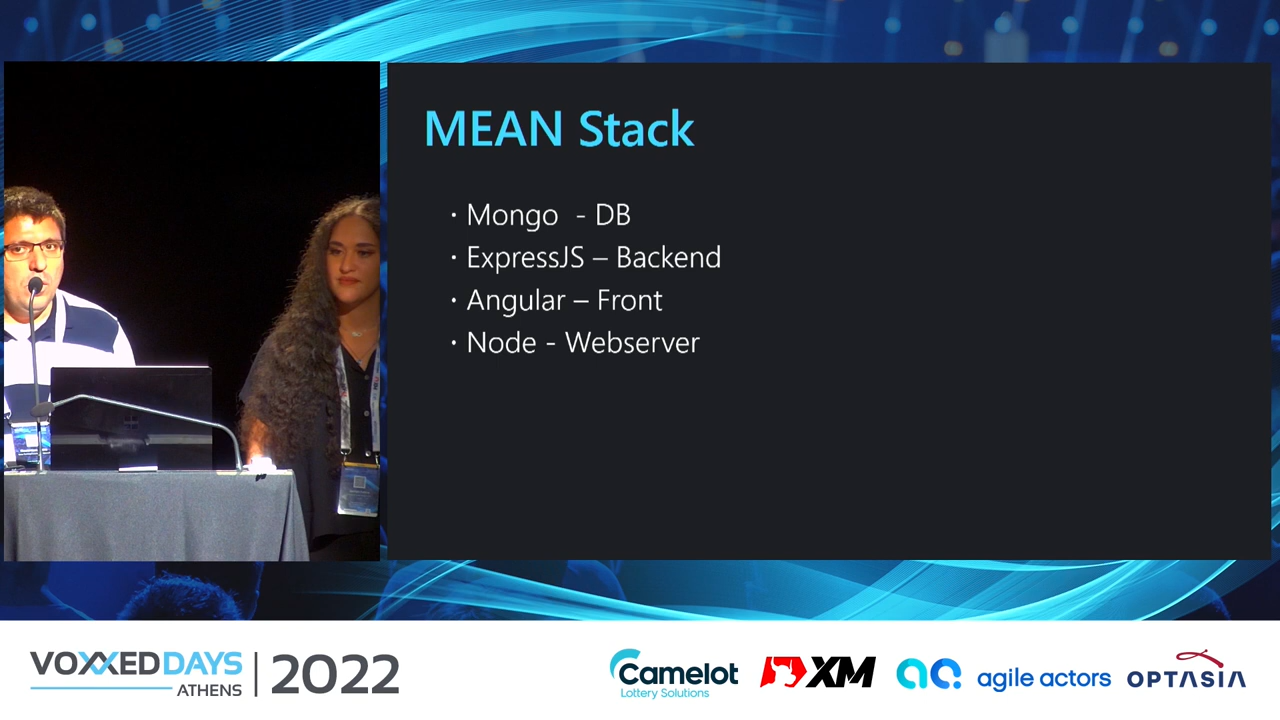 MEAN Stack
· Mongo - DB
· ExpressJS – Backend
· Angular – Front
· Node - Webserver
VOXXED DAYS
ATHENS
2022
Camelot
Lottery Solutions
XM
agile actors
OPTASIA